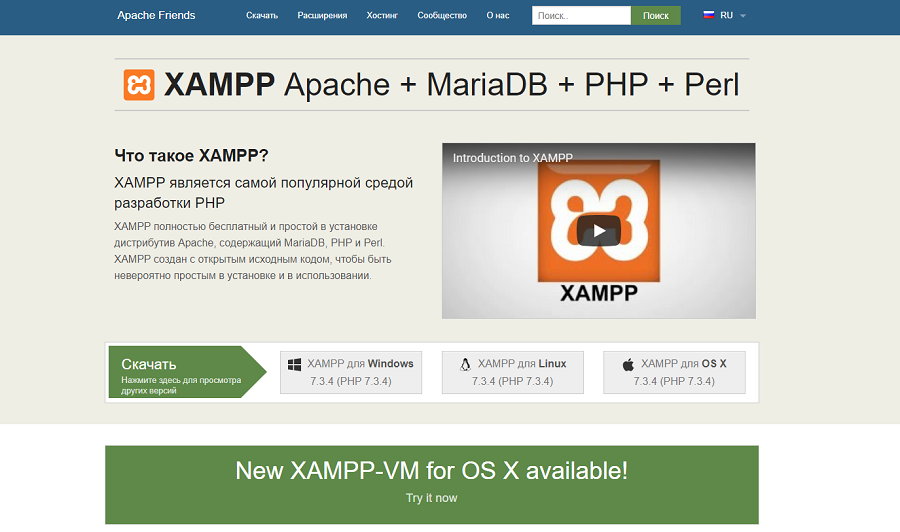 Apache Friends
Скачать
Расширения
Хостинг
Сообщество
О нас
Поиск..
Поиск
RU
XAMPP Apache + MariaDB + PHP + Perl
Что такое XAMPP?
XAMPP является самой популярной средой
разработки PHP
XAMPP полностью бесплатный и простой в установке
дистрибутив Apache, содержащий MariaDB, PHP и Perl.
XAMPP создан с открытым исходным кодом, чтобы быть
невероятно простым в установке и в использовании.
Introduction to XAMPP
XAMPP
Скачать
Нажмите здесь для просмотра
других версий
XAMPP для Windows
7.3.4 (PHP 7.3.4)
XAMPP для Linux
7.3.4 (PHP 7.3.4)
XAMPP для OS X
7.3.4 (PHP 7.3.4)
New XAMPP-VM for OS X available!
Try it now